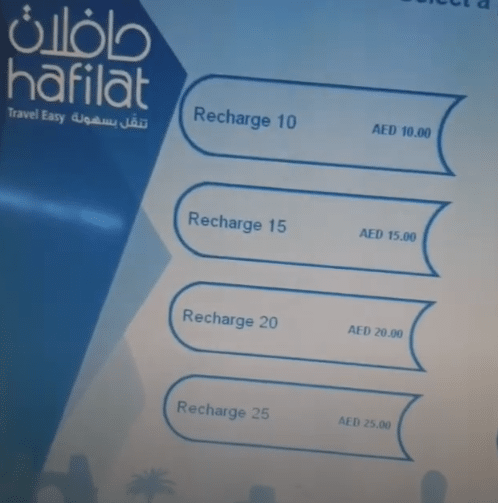 حافلات
hafilat
Travel Easy تنقّل بسهولة
Recharge 10 AED 10.00
Recharge 15 AED 15.00
Recharge 20 AED 20.00
Recharge 25 AED 25.00